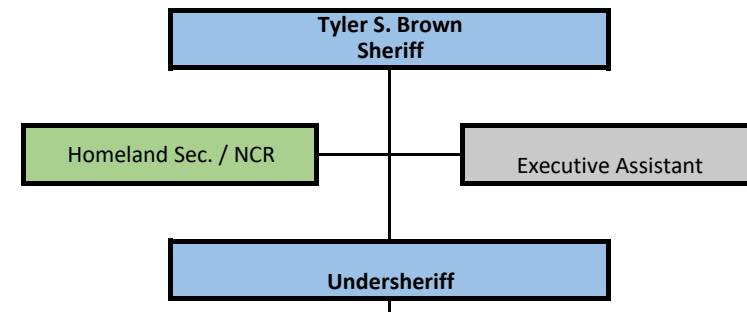 Tyler S. Brown
Sheriff
Homeland Sec. / NCR
Executive Assistant
Undersheriff